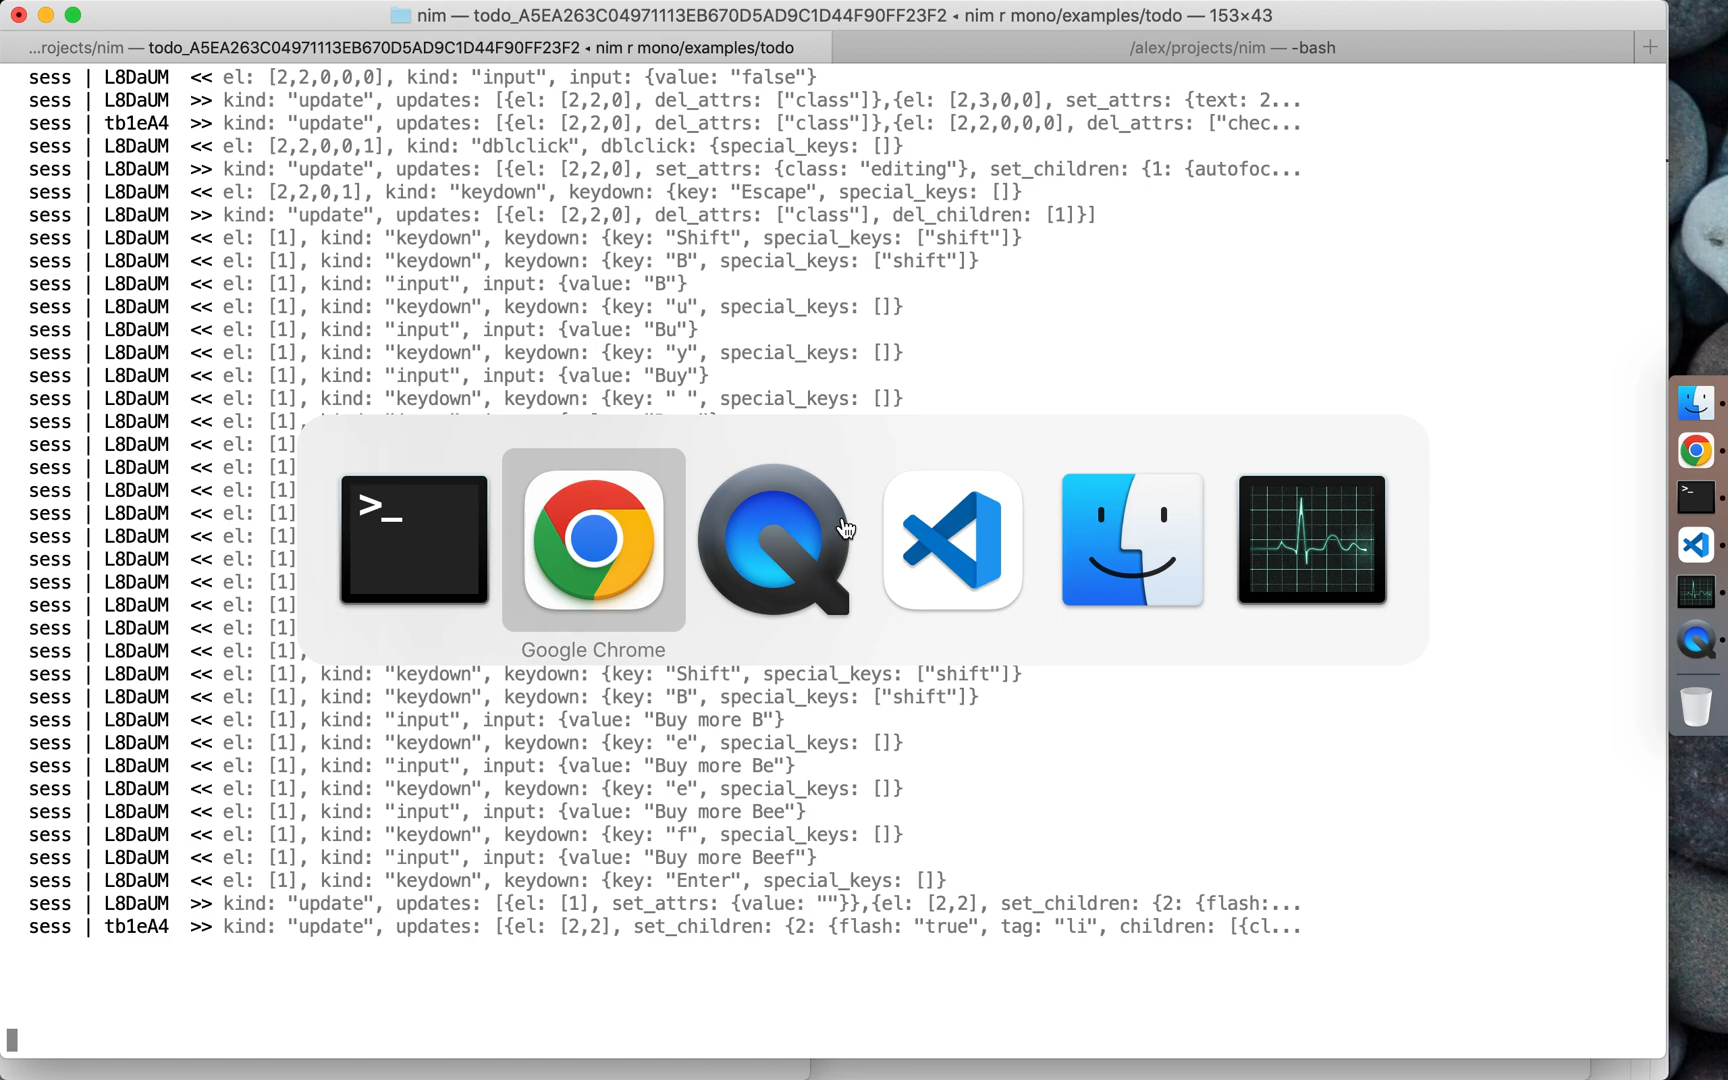 nim — todo_A5EA263C04971113EB670D5AD9C1D44F90FF23F2 ◂ nim r mono/examples/todo — 153×43
...rojects/nim — todo_A5EA263C04971113EB670D5AD9C1D44F90FF23F2 ◂ nim r mono/examples/todo
/alex/projects/nim — -bash
sess | L8DaUM << el: [2,2,0,0,0], kind: "input", input: {value: "false"}
sess | L8DaUM >> kind: "update", updates: [{el: [2,2,0], del_attrs: ["class"]},{el: [2,3,0,0], set_attrs: {text: 2...
sess | tb1eA4 >> kind: "update", updates: [{el: [2,2,0], del_attrs: ["class"]},{el: [2,2,0,0,0], del_attrs: ["chec...
sess | L8DaUM << el: [2,2,0,0,1], kind: "dblclick", dblclick: {special_keys: []}
sess | L8DaUM >> kind: "update", updates: [{el: [2,2,0], set_attrs: {class: "editing"}, set_children: {1: {autofoc...
sess | L8DaUM << el: [2,2,0,1], kind: "keydown", keydown: {key: "Escape", special_keys: []}
sess | L8DaUM >> kind: "update", updates: [{el: [2,2,0], del_attrs: ["class"], del_children: [1]}]
sess | L8DaUM << el: [1], kind: "keydown", keydown: {key: "Shift", special_keys: ["shift"]}
sess | L8DaUM << el: [1], kind: "keydown", keydown: {key: "B", special_keys: ["shift"]}
sess | L8DaUM << el: [1], kind: "input", input: {value: "B"}
sess | L8DaUM << el: [1], kind: "keydown", keydown: {key: "u", special_keys: []}
sess | L8DaUM << el: [1], kind: "input", input: {value: "Bu"}
sess | L8DaUM << el: [1], kind: "keydown", keydown: {key: "y", special_keys: []}
sess | L8DaUM << el: [1], kind: "input", input: {value: "Buy"}
sess | L8DaUM << el: [1], kind: "keydown", keydown: {key: " ", special_keys: []}
sess | L8DaUM << el: [1],
sess | L8DaUM << el: [1]
sess | L8DaUM << el: [1]
sess | L8DaUM << el: [1]
sess | L8DaUM << el: [1]
sess | L8DaUM << el: [1]
sess | L8DaUM << el: [1]
sess | L8DaUM << el: [1]
sess | L8DaUM << el: [1]
sess | L8DaUM << el: [1]
sess | L8DaUM << el: [1],
Google Chrome
sess | L8DaUM << el: [1], kind: "keydown", keydown: {key: "Shift", special_keys: ["shift"]}
sess | L8DaUM << el: [1], kind: "keydown", keydown: {key: "B", special_keys: ["shift"]}
sess | L8DaUM << el: [1], kind: "input", input: {value: "Buy more B"}
sess | L8DaUM << el: [1], kind: "keydown", keydown: {key: "e", special_keys: []}
sess | L8DaUM << el: [1], kind: "input", input: {value: "Buy more Be"}
sess | L8DaUM << el: [1], kind: "keydown", keydown: {key: "e", special_keys: []}
sess | L8DaUM << el: [1], kind: "input", input: {value: "Buy more Bee"}
sess | L8DaUM << el: [1], kind: "keydown", keydown: {key: "f", special_keys: []}
sess | L8DaUM << el: [1], kind: "input", input: {value: "Buy more Beef"}
sess | L8DaUM << el: [1], kind: "keydown", keydown: {key: "Enter", special_keys: []}
sess | L8DaUM >> kind: "update", updates: [{el: [1], set_attrs: {value: ""}},{el: [2,2], set_children: {2: {flash:...
sess | tb1eA4 >> kind: "update", updates: [{el: [2,2], set_children: {2: {flash: "true", tag: "li", children: [{cl...